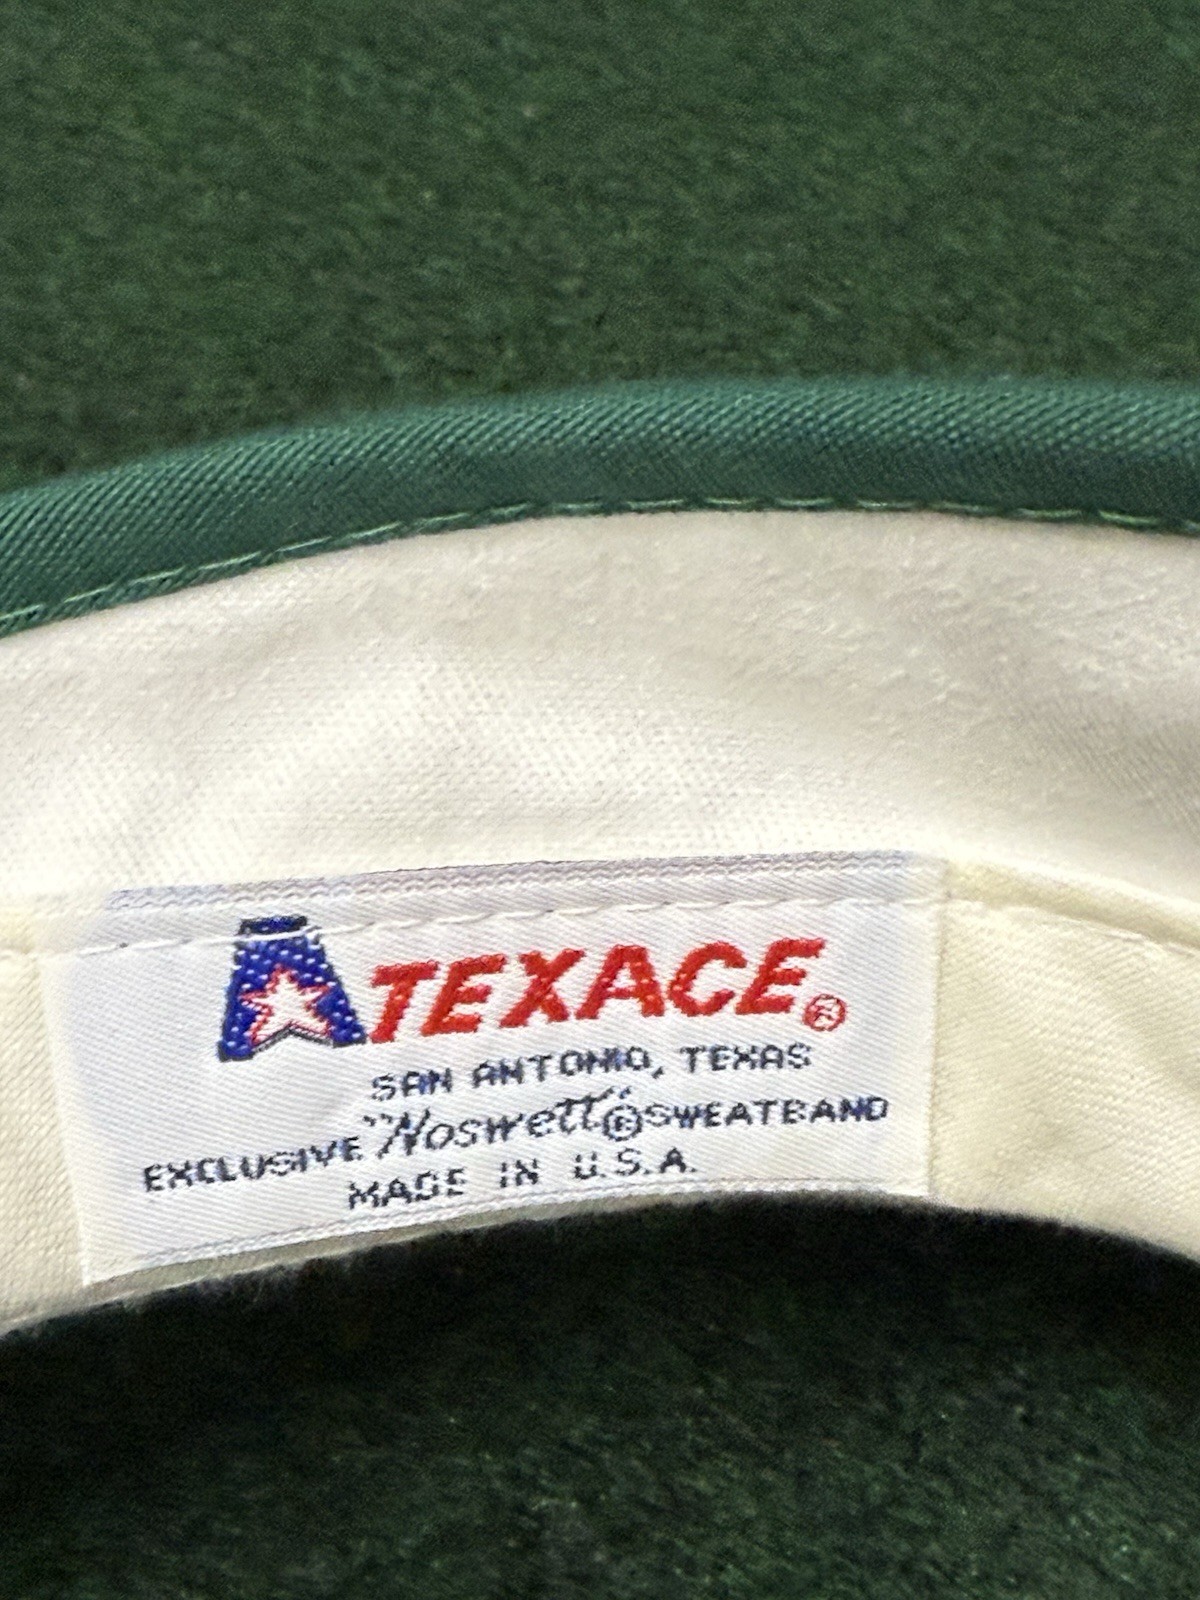 TEXACE®
SAN ANTONIO, TEXAS
EXCLUSIVE "Noswett"® SWEATBAND
MADE IN U.S.A.